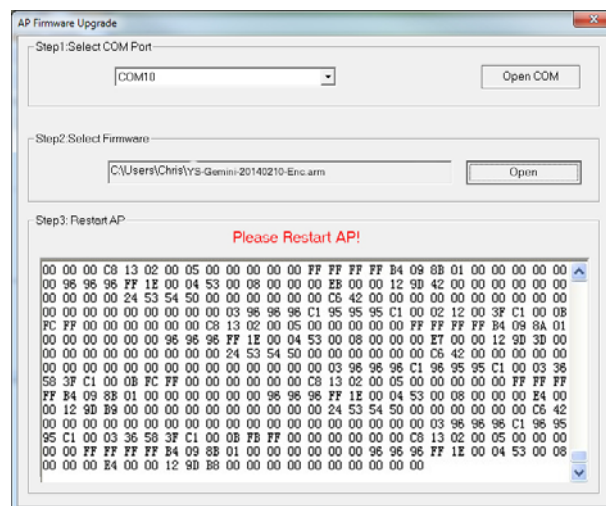 AP Firmware Upgrade
Step1:Select COM Port
COM10
Open COM
Step2:Select Firmware
C:\Users\Chris\YS-Gemini-20140210-Enc.arm
Open
Step3: Restart AP
Please Restart AP!
00 00 00 C8 13 02 00 05 00 00 00 00 00 FF FF FF FF B4 09 8B 01 00 00 00 00 00
00 96 96 96 FF 1E 00 04 53 00 08 00 00 00 EB 00 00 12 9D 42 00 00 00 00 00 00
00 00 00 00 24 53 54 50 00 00 00 00 00 00 C6 42 00 00 00 00 00 00 00 00 00 00
00 00 00 00 00 00 00 00 00 03 96 96 96 C1 95 95 95 C1 00 02 12 00 3F C1 00 0B
FC FF 00 00 00 00 00 00 C8 13 02 00 05 00 00 00 00 00 FF FF FF FF B4 09 8A 01
00 00 00 00 00 00 96 96 96 FF 1E 00 04 53 00 08 00 00 00 E7 00 00 12 9D 3D 00
00 00 00 00 00 00 00 00 00 24 53 54 50 00 00 00 00 00 00 C6 42 00 00 00 00 00
00 00 00 00 00 00 00 00 00 00 00 00 00 00 03 96 96 96 C1 96 95 95 C1 00 03 36
58 3F C1 00 0B FC FF 00 00 00 00 00 00 C8 13 02 00 05 00 00 00 00 00 FF FF FF
FF B4 09 8B 01 00 00 00 00 00 00 96 96 96 FF 1E 00 04 53 00 08 00 00 00 E4 00
00 12 9D B9 00 00 00 00 00 00 00 00 00 00 24 53 54 50 00 00 00 00 00 00 C6 42
00 00 00 00 00 00 00 00 00 00 00 00 00 00 00 00 00 00 00 03 96 96 96 C1 96 95
95 C1 00 03 36 58 3F C1 00 0B FB FF 00 00 00 00 00 00 C8 13 02 00 05 00 00 00
00 00 FF FF FF FF B4 09 8B 01 00 00 00 00 00 00 96 96 96 FF 1E 00 04 53 00 08
00 00 00 E4 00 00 12 9D B8 00 00 00 00 00 00 00 00 00 00